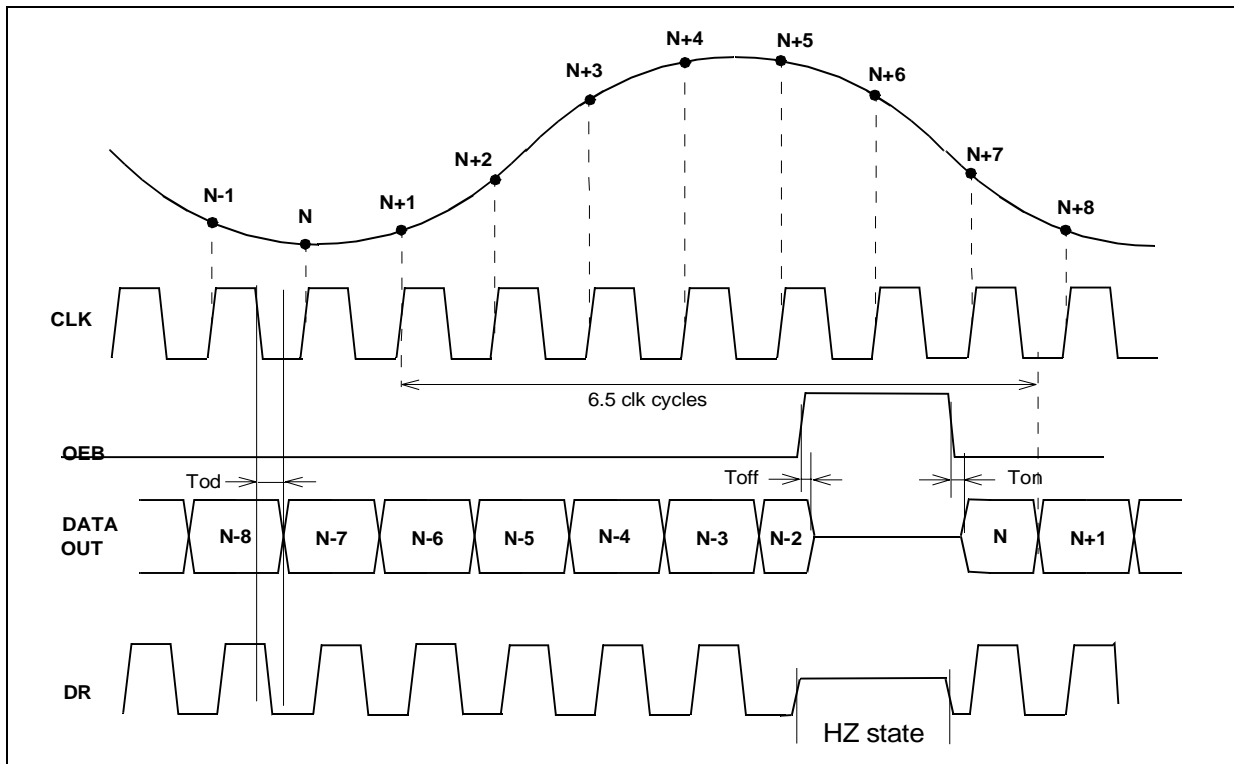 N+4
N+5
N+3
N+6
N+2
N+7
N-1
N
N+1
N+8
CLK
6.5 clk cycles
OEB
Tod
Toff
Ton
DATA
OUT
N-8
N-7
N-6
N-5
N-4
N-3
N-2
N
N+1
DR
HZ state